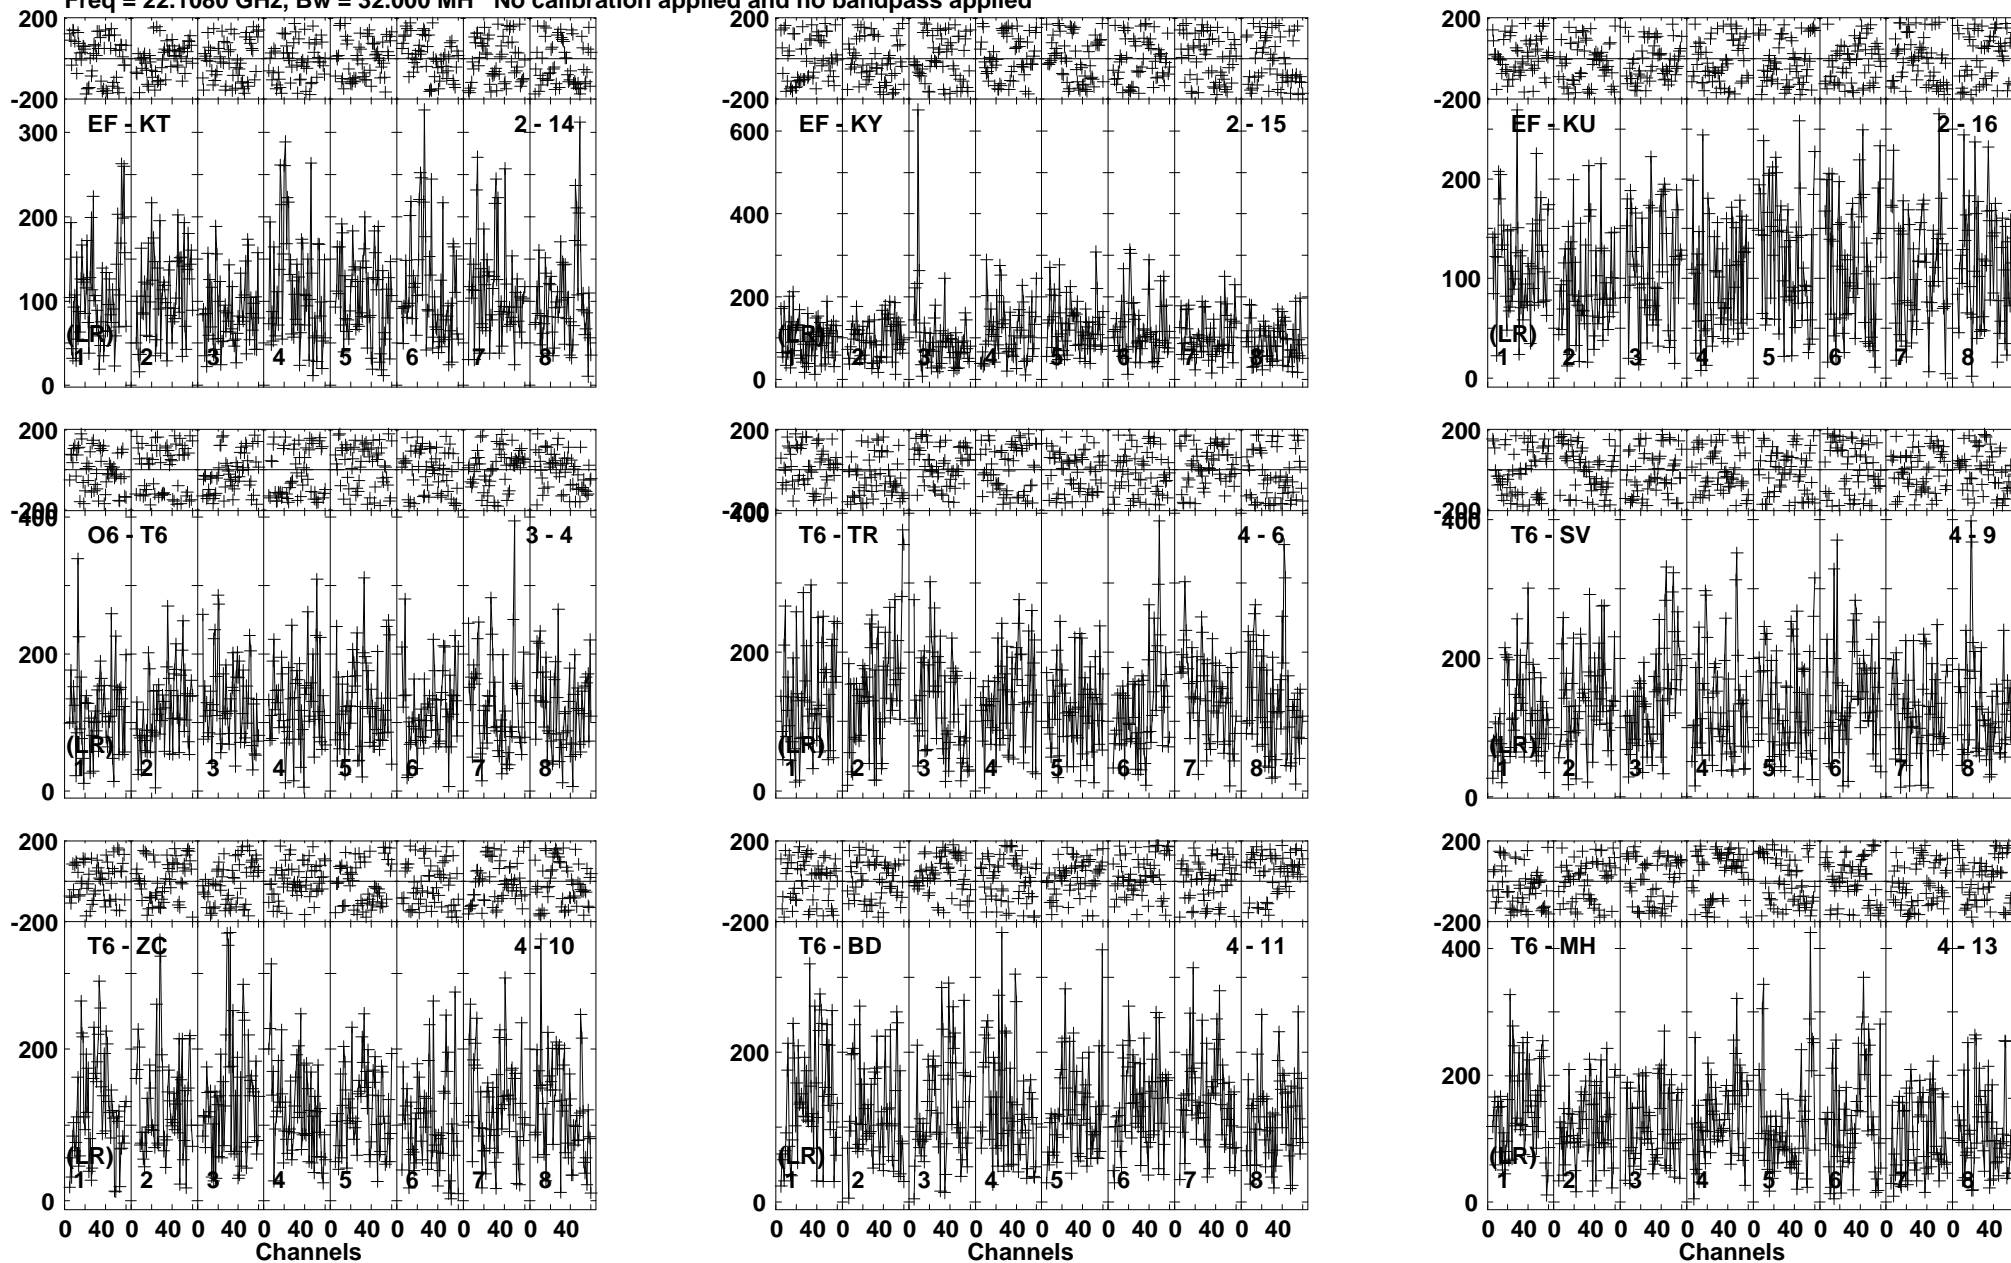 Freq = 22.1080 GHz, Bw = 32.000 MH No calibration applied and no bandpass applied
200 200 200
-200 -200 -200
EF - KT 2 - 14 EF - KY 2 - 15 EF - KU 2 - 16
300 600
200 400 200
100 200 100
(LR) (LR) (LR)
1 2 3 4 5 6 7 8 1 2 3 4 5 6 7 8 1 2 3 4 5 6 7 8
0 0 0
200 200 200
-200 -200 -200
400 400 400
O6 - T6 3 - 4 T6 - TR 4 - 6 T6 - SV 4 - 9
200 200 200
(LR) (LR) (LR)
1 2 3 4 5 6 7 8 1 2 3 4 5 6 7 8 1 2 3 4 5 6 7 8
0 0 0
200 200 200
-200 -200 -200
T6 - ZC 4 - 10 T6 - BD 4 - 11 T6 - MH 4 - 13
400
200 200 200
(LR) (LR) (LR)
1 2 3 4 5 6 7 8 1 2 3 4 5 6 7 8 1 2 3 4 5 6 7 8
0 0 0
0 40 0 40 0 40 0 40 0 40 0 40 0 40 0 40 0 40 0 40 0 40 0 40 0 40 0 40 0 40 0 40 0 40 0 40 0 40 0 40 0 40 0 40 0 40 0 40
Channels Channels Channels